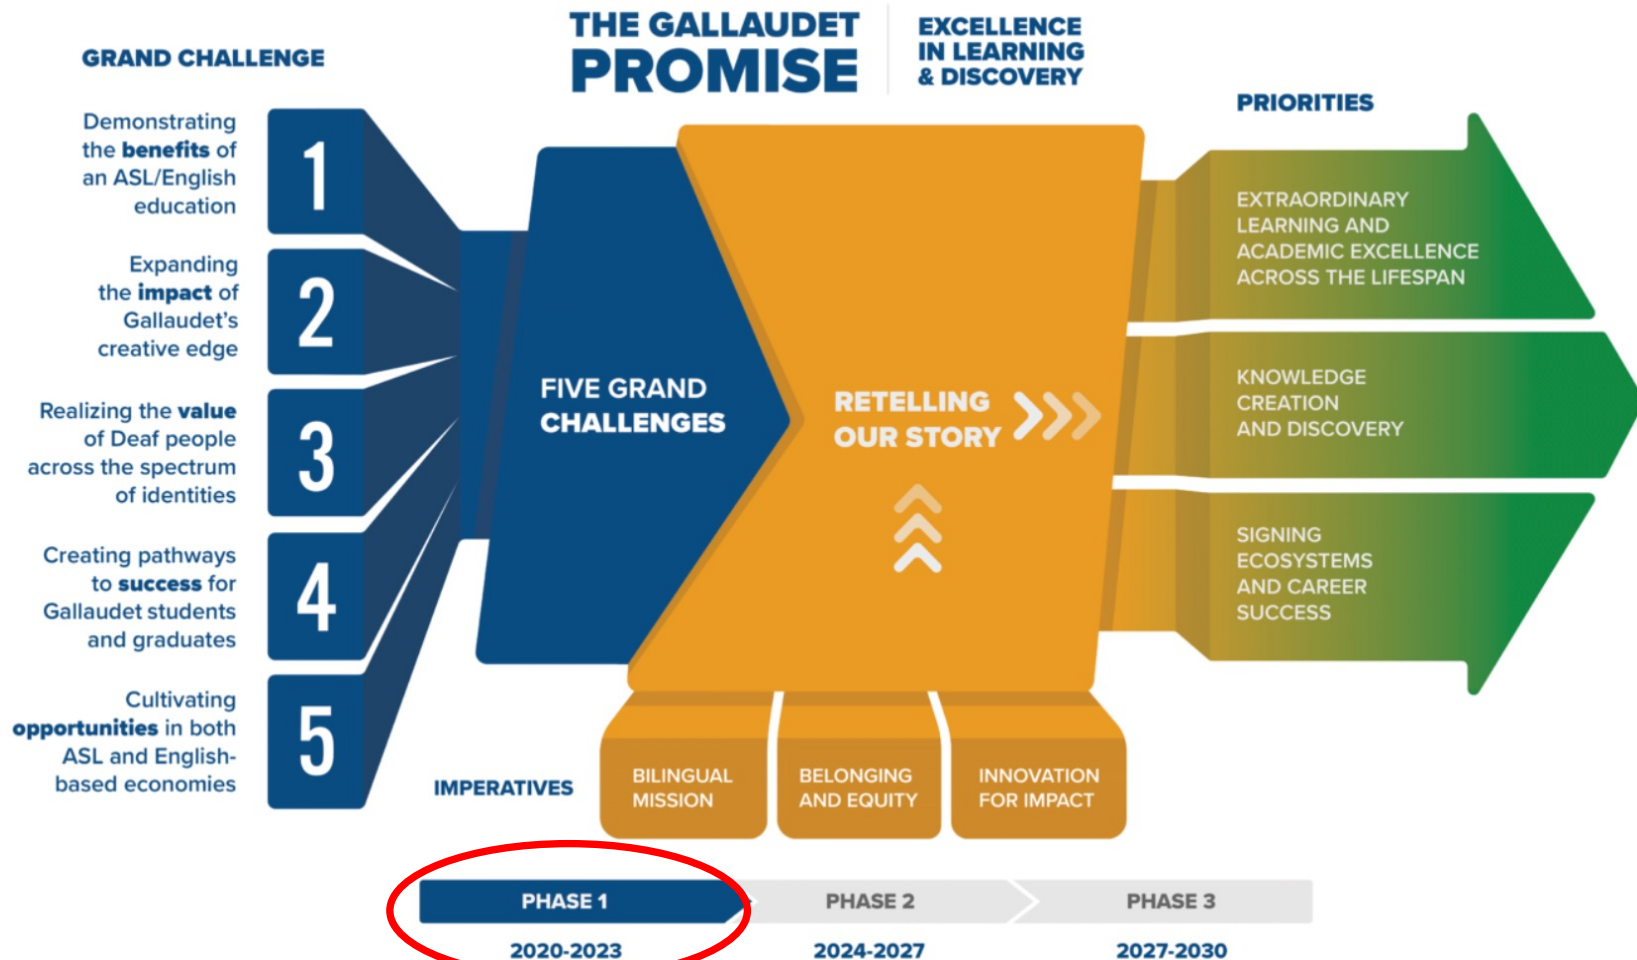 THE GALLAUDET
PROMISE
EXCELLENCE
IN LEARNING
& DISCOVERY
GRAND CHALLENGE
Demonstrating
the benefits of
an ASL/English
education
1
Expanding
the impact of
Gallaudet's
creative edge
2
Realizing the value
of Deaf people
across the spectrum
of identities
3
Creating pathways
to success for
Gallaudet students
and graduates
4
Cultivating
opportunities in both
ASL and English-
based economies
5
FIVE GRAND
CHALLENGES
RETELLING
OUR STORY
PRIORITIES
EXTRAORDINARY
LEARNING AND
ACADEMIC EXCELLENCE
ACROSS THE LIFESPAN
KNOWLEDGE
CREATION
AND DISCOVERY
SIGNING
ECOSYSTEMS
AND CAREER
SUCCESS
IMPERATIVES
BILINGUAL
MISSION
BELONGING
AND EQUITY
INNOVATION
FOR IMPACT
PHASE 1
PHASE 2
PHASE 3
2020-2023
2024-2027
2027-2030